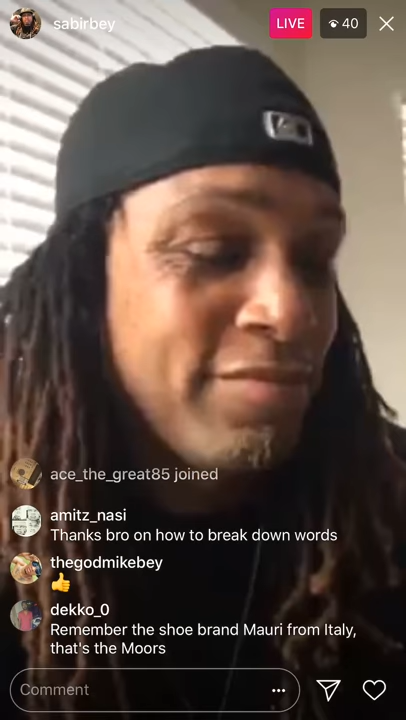 sabirbey
LIVE
40
ace_the_great85 joined
amitz_nasi
Thanks bro on how to break down words
thegodmikebey
👍
dekko_0
Remember the shoe brand Mauri from Italy,
that's the Moors
Comment